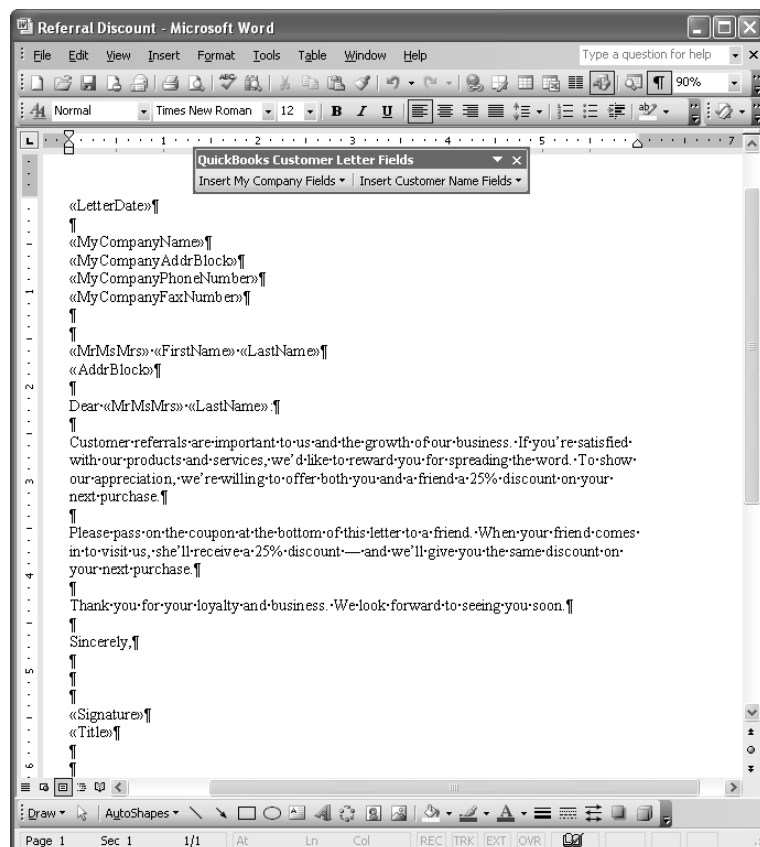 Referral Discount - Microsoft Word
File Edit View Insert Format Tools Table Window Help Type a question for help
90%
Normal Times New Roman 12 B I U
1 2 3 4 5 7
QuickBooks Customer Letter Fields
Insert My Company Fields Insert Customer Name Fields
«LetterDate»¶
¶
«MyCompanyName»¶
«MyCompanyAddrBlock»¶
«MyCompanyPhoneNumber»¶
«MyCompanyFaxNumber»¶
¶
¶
«MrMsMrs»·«FirstName»·«LastName»¶
«AddrBlock»¶
¶
Dear·«MrMsMrs»·«LastName»:¶
¶
Customer·referrals·are·important·to·us·and·the·growth·of·our·business.·If·you're·satisfied·
with·our·products·and·services,·we'd·like·to·reward·you·for·spreading·the·word.·To·show·
our·appreciation,·we're·willing·to·offer·both·you·and·a·friend·a·25%·discount·on·your·
next·purchase.¶
¶
Please·pass·on·the·coupon·at·the·bottom·of·this·letter·to·a·friend.·When·your·friend·comes·
in·to·visit·us,·she'll·receive·a·25%·discount·—·and·we'll·give·you·the·same·discount·on·
your·next·purchase.¶
¶
Thank·you·for·your·loyalty·and·business.·We·look·forward·to·seeing·you·soon.¶
¶
Sincerely,¶
¶
¶
¶
«Signature»¶
«Title»¶
¶
¶
Draw AutoShapes
Page 1 Sec 1 1/1 At Ln Col REC TRK EXT OVR